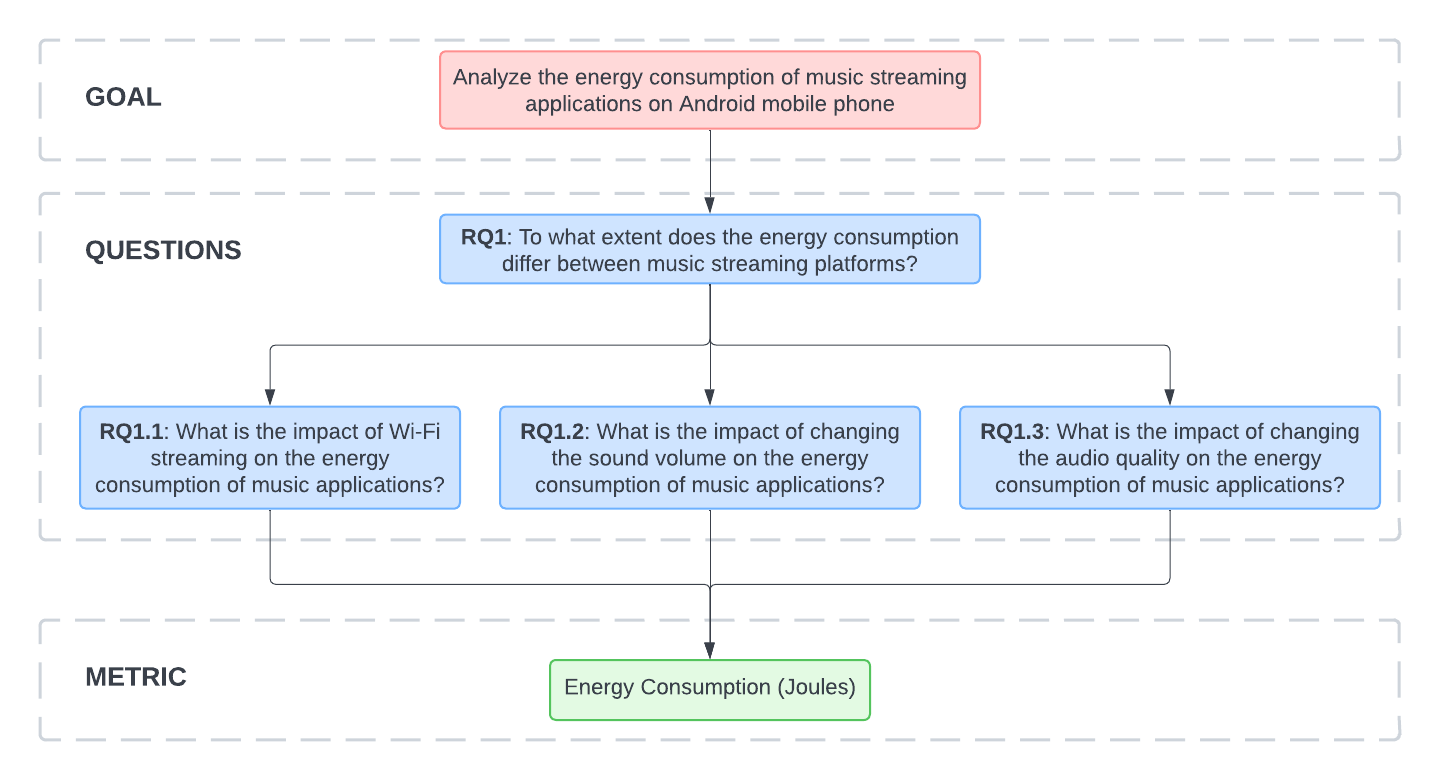 GOAL
Analyze the energy consumption of music streaming
applications on Android mobile phone
QUESTIONS
RQ1: To what extent does the energy consumption
differ between music streaming platforms?
RQ1.1: What is the impact of Wi-Fi
streaming on the energy
consumption of music applications?
RQ1.2: What is the impact of changing
the sound volume on the energy
consumption of music applications?
RQ1.3: What is the impact of changing
the audio quality on the energy
consumption of music applications?
METRIC
Energy Consumption (Joules)